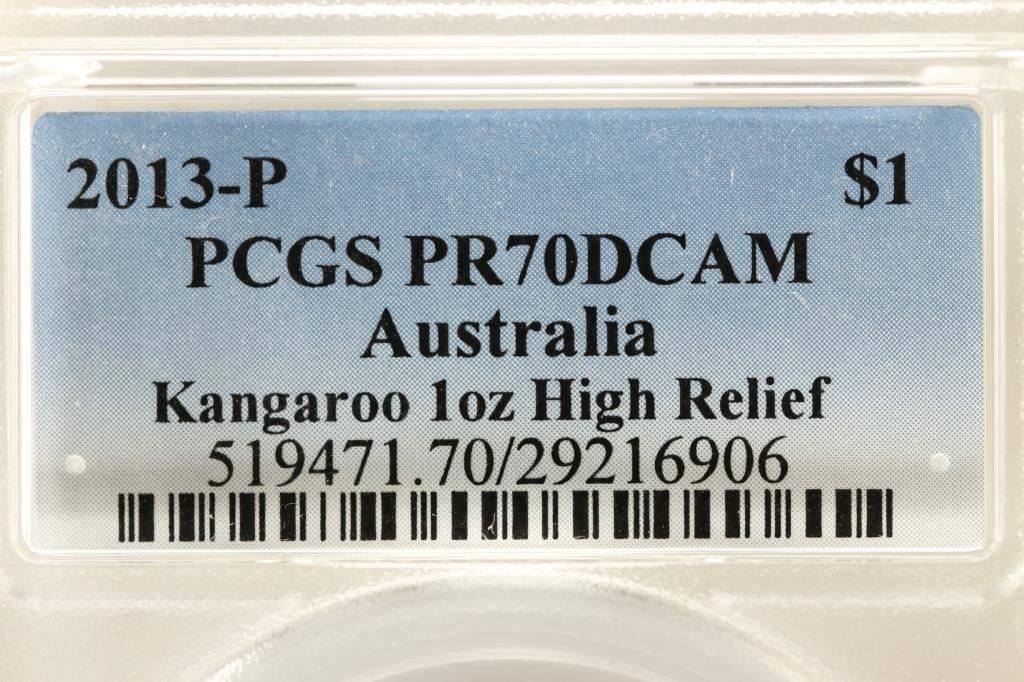 2013-P $1
PCGS PR70DCAM
Australia
Kangaroo 1oz High Relief
519471.70/29216906